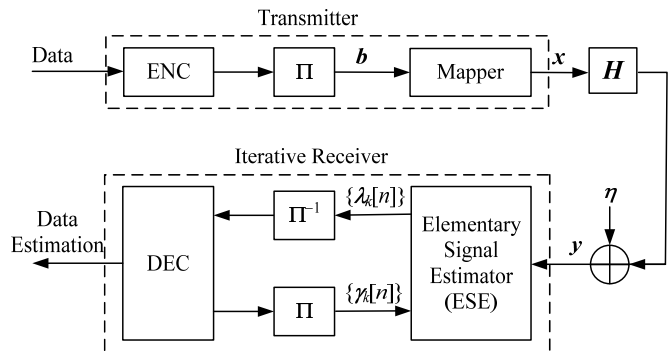 Transmitter
Data
ENC
Π
b
Mapper
x
H
Iterative Receiver
Data
Estimation
DEC
Π⁻¹
{λₖ[n]}
Π
{γₖ[n]}
Elementary
Signal
Estimator
(ESE)
y
η